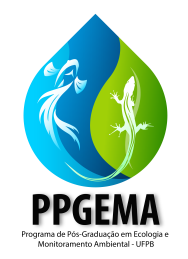 PPGEMA
Programa de Pós-Graduação em Ecologia e
Monitoramento Ambiental - UFPB